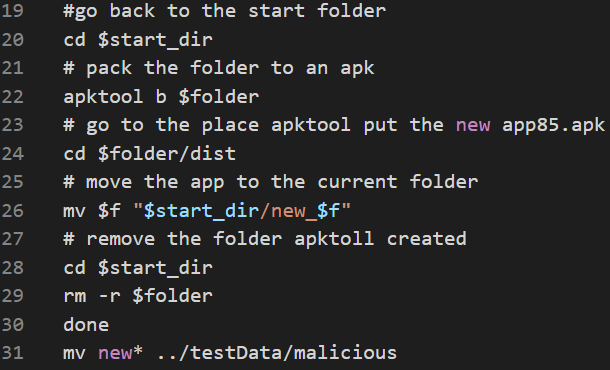 19 #go back to the start folder
20 cd $start_dir
21 # pack the folder to an apk
22 apktool b $folder
23 # go to the place apktool put the new app85.apk
24 cd $folder/dist
25 # move the app to the current folder
26 mv $f "$start_dir/new_$f"
27 # remove the folder apktoll created
28 cd $start_dir
29 rm -r $folder
30 done
31 mv new* ../testData/malicious